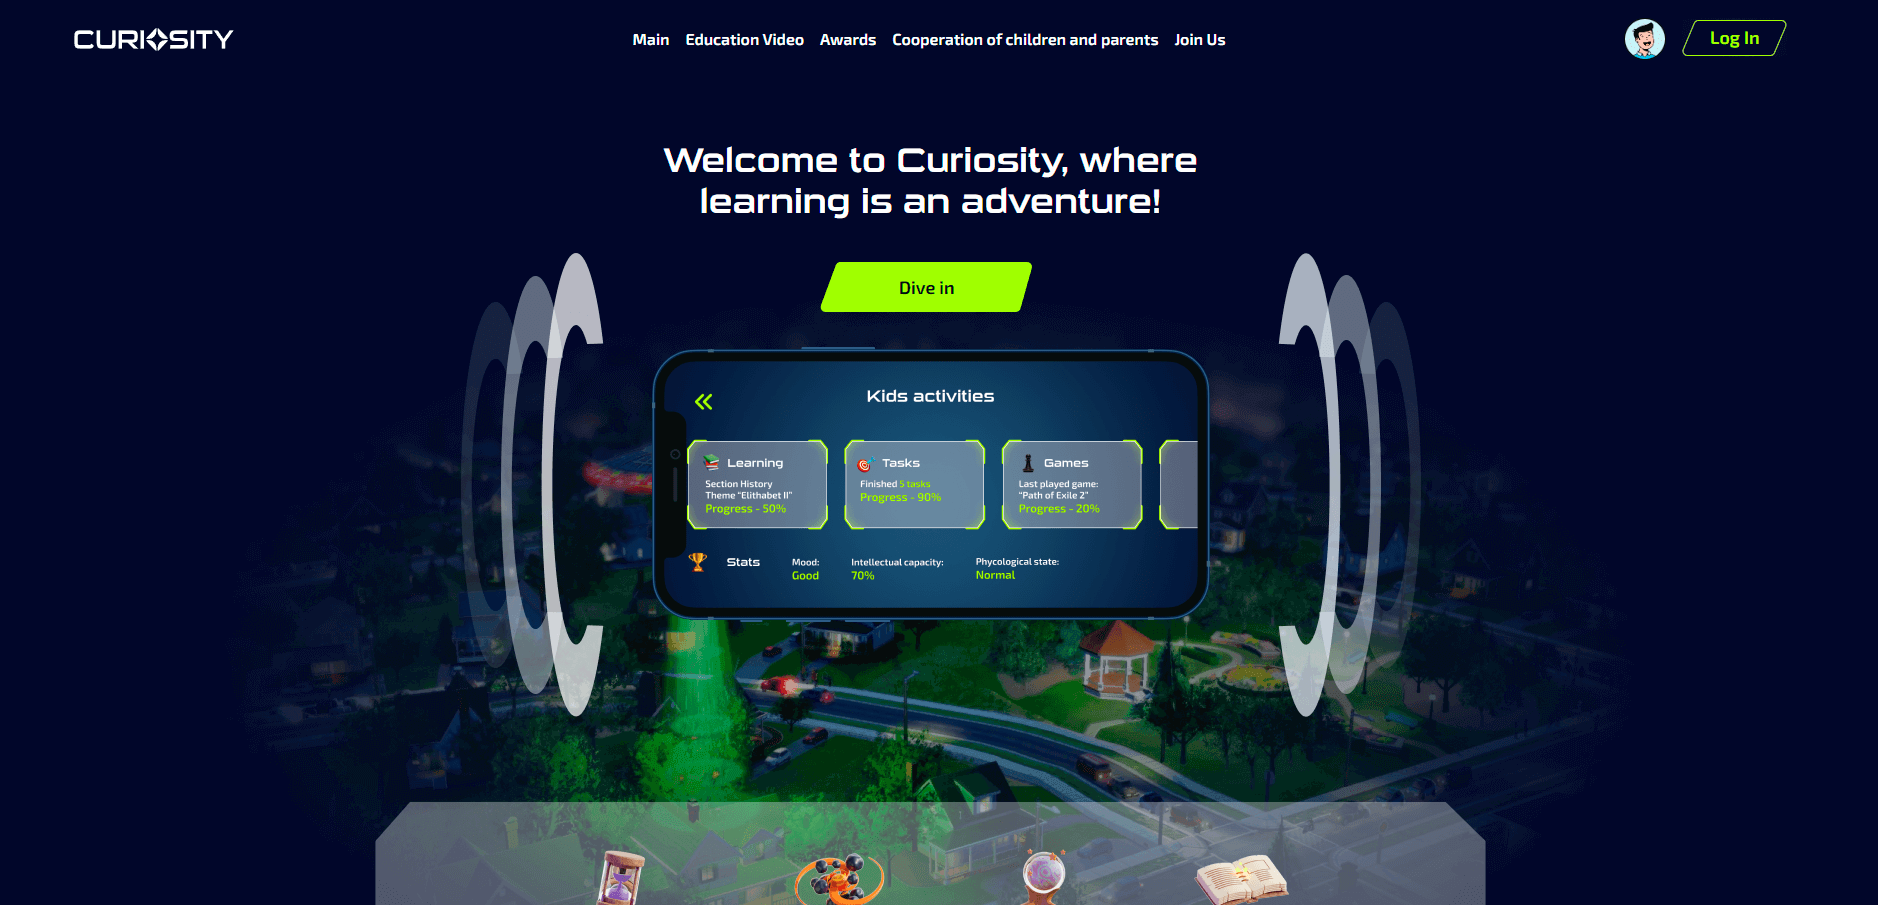 CURIOSITY
Main Education Video Awards Cooperation of children and parents Join Us
Log In
Welcome to Curiosity, where
learning is an adventure!
Dive in
Kids activities
Learning
Section History
Theme “Elithabet II”
Progress - 50%
Tasks
Finished 5 tasks
Progress - 90%
Games
Last played game:
“Path of Exile 2”
Progress - 20%
Stats
Mood:
Good
Intellectual capacity:
70%
Phycological state:
Normal